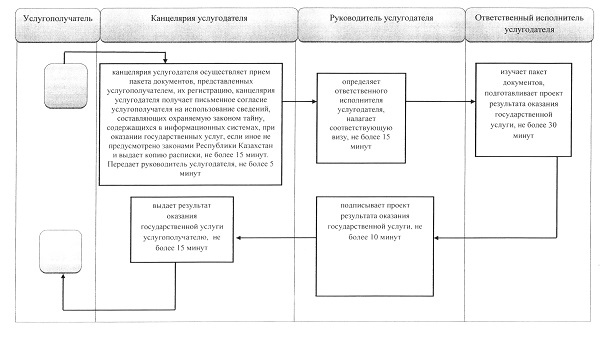 Услугополучатель
Канцелярия услугодателя
Руководитель услугодателя
Ответственный исполнитель
услугодателя
канцелярия услугодателя осуществляет прием
пакета документов, представленных
услугополучателем, их регистрацию, канцелярия
услугодателя получает письменное согласие
услугополучателя на использование сведений,
составляющих охраняемую законом тайну,
содержащихся в информационных системах, при
оказании государственных услуг, если иное не
предусмотрено законами Республики Казахстан
и выдает копию расписки, не более 15 минут.
Передает руководитель услугодателя, не более 5
минут
определяет
ответственного
исполнителя
услугодателя,
налагает
соответствующую
визу, не более 15
минут
изучает пакет
документов,
подготавливает проект
результата оказания
государственной
услуги, не более 30
минут
выдает результат
оказания
государственной услуги
услугополучателю, не
более 15 минут
подписывает проект
результата оказания
государственной услуги, не
более 10 минут